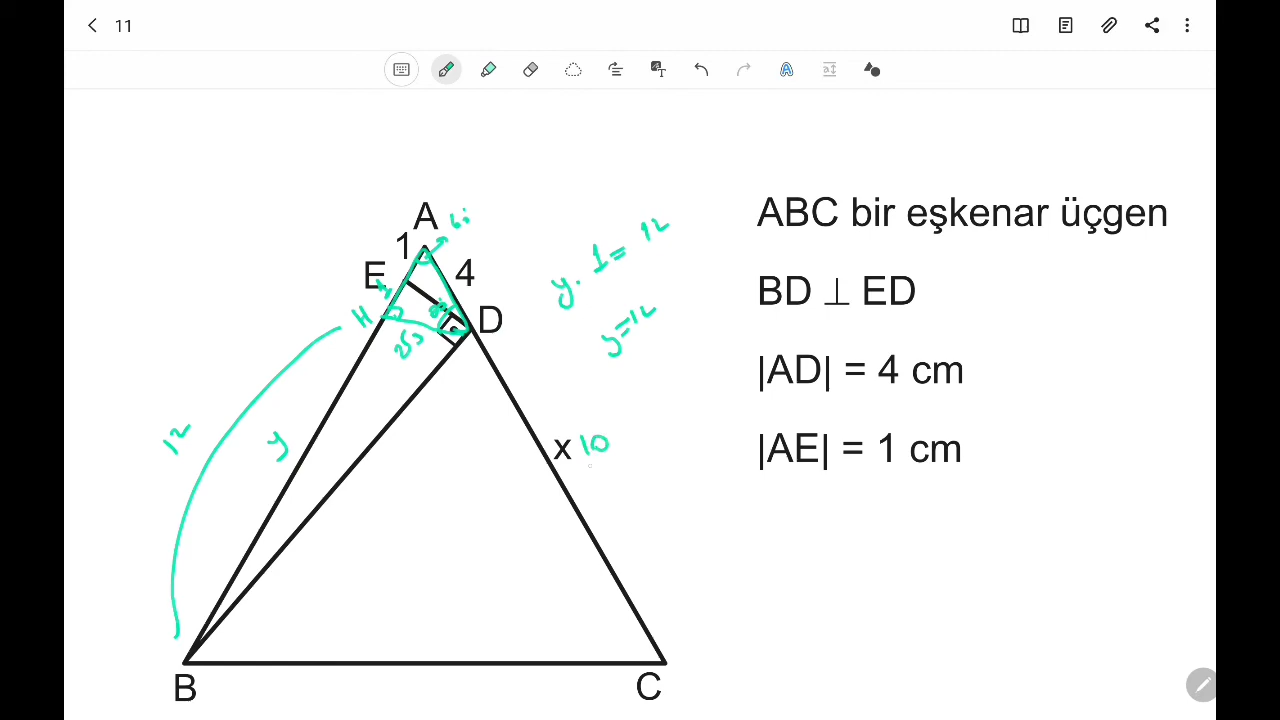 11
A
1
E
4
H
1
D
y. 1 = 12
y = 12
12
y
x 10
B
C
ABC bir eşkenar üçgen
BD ⊥ ED
|AD| = 4 cm
|AE| = 1 cm